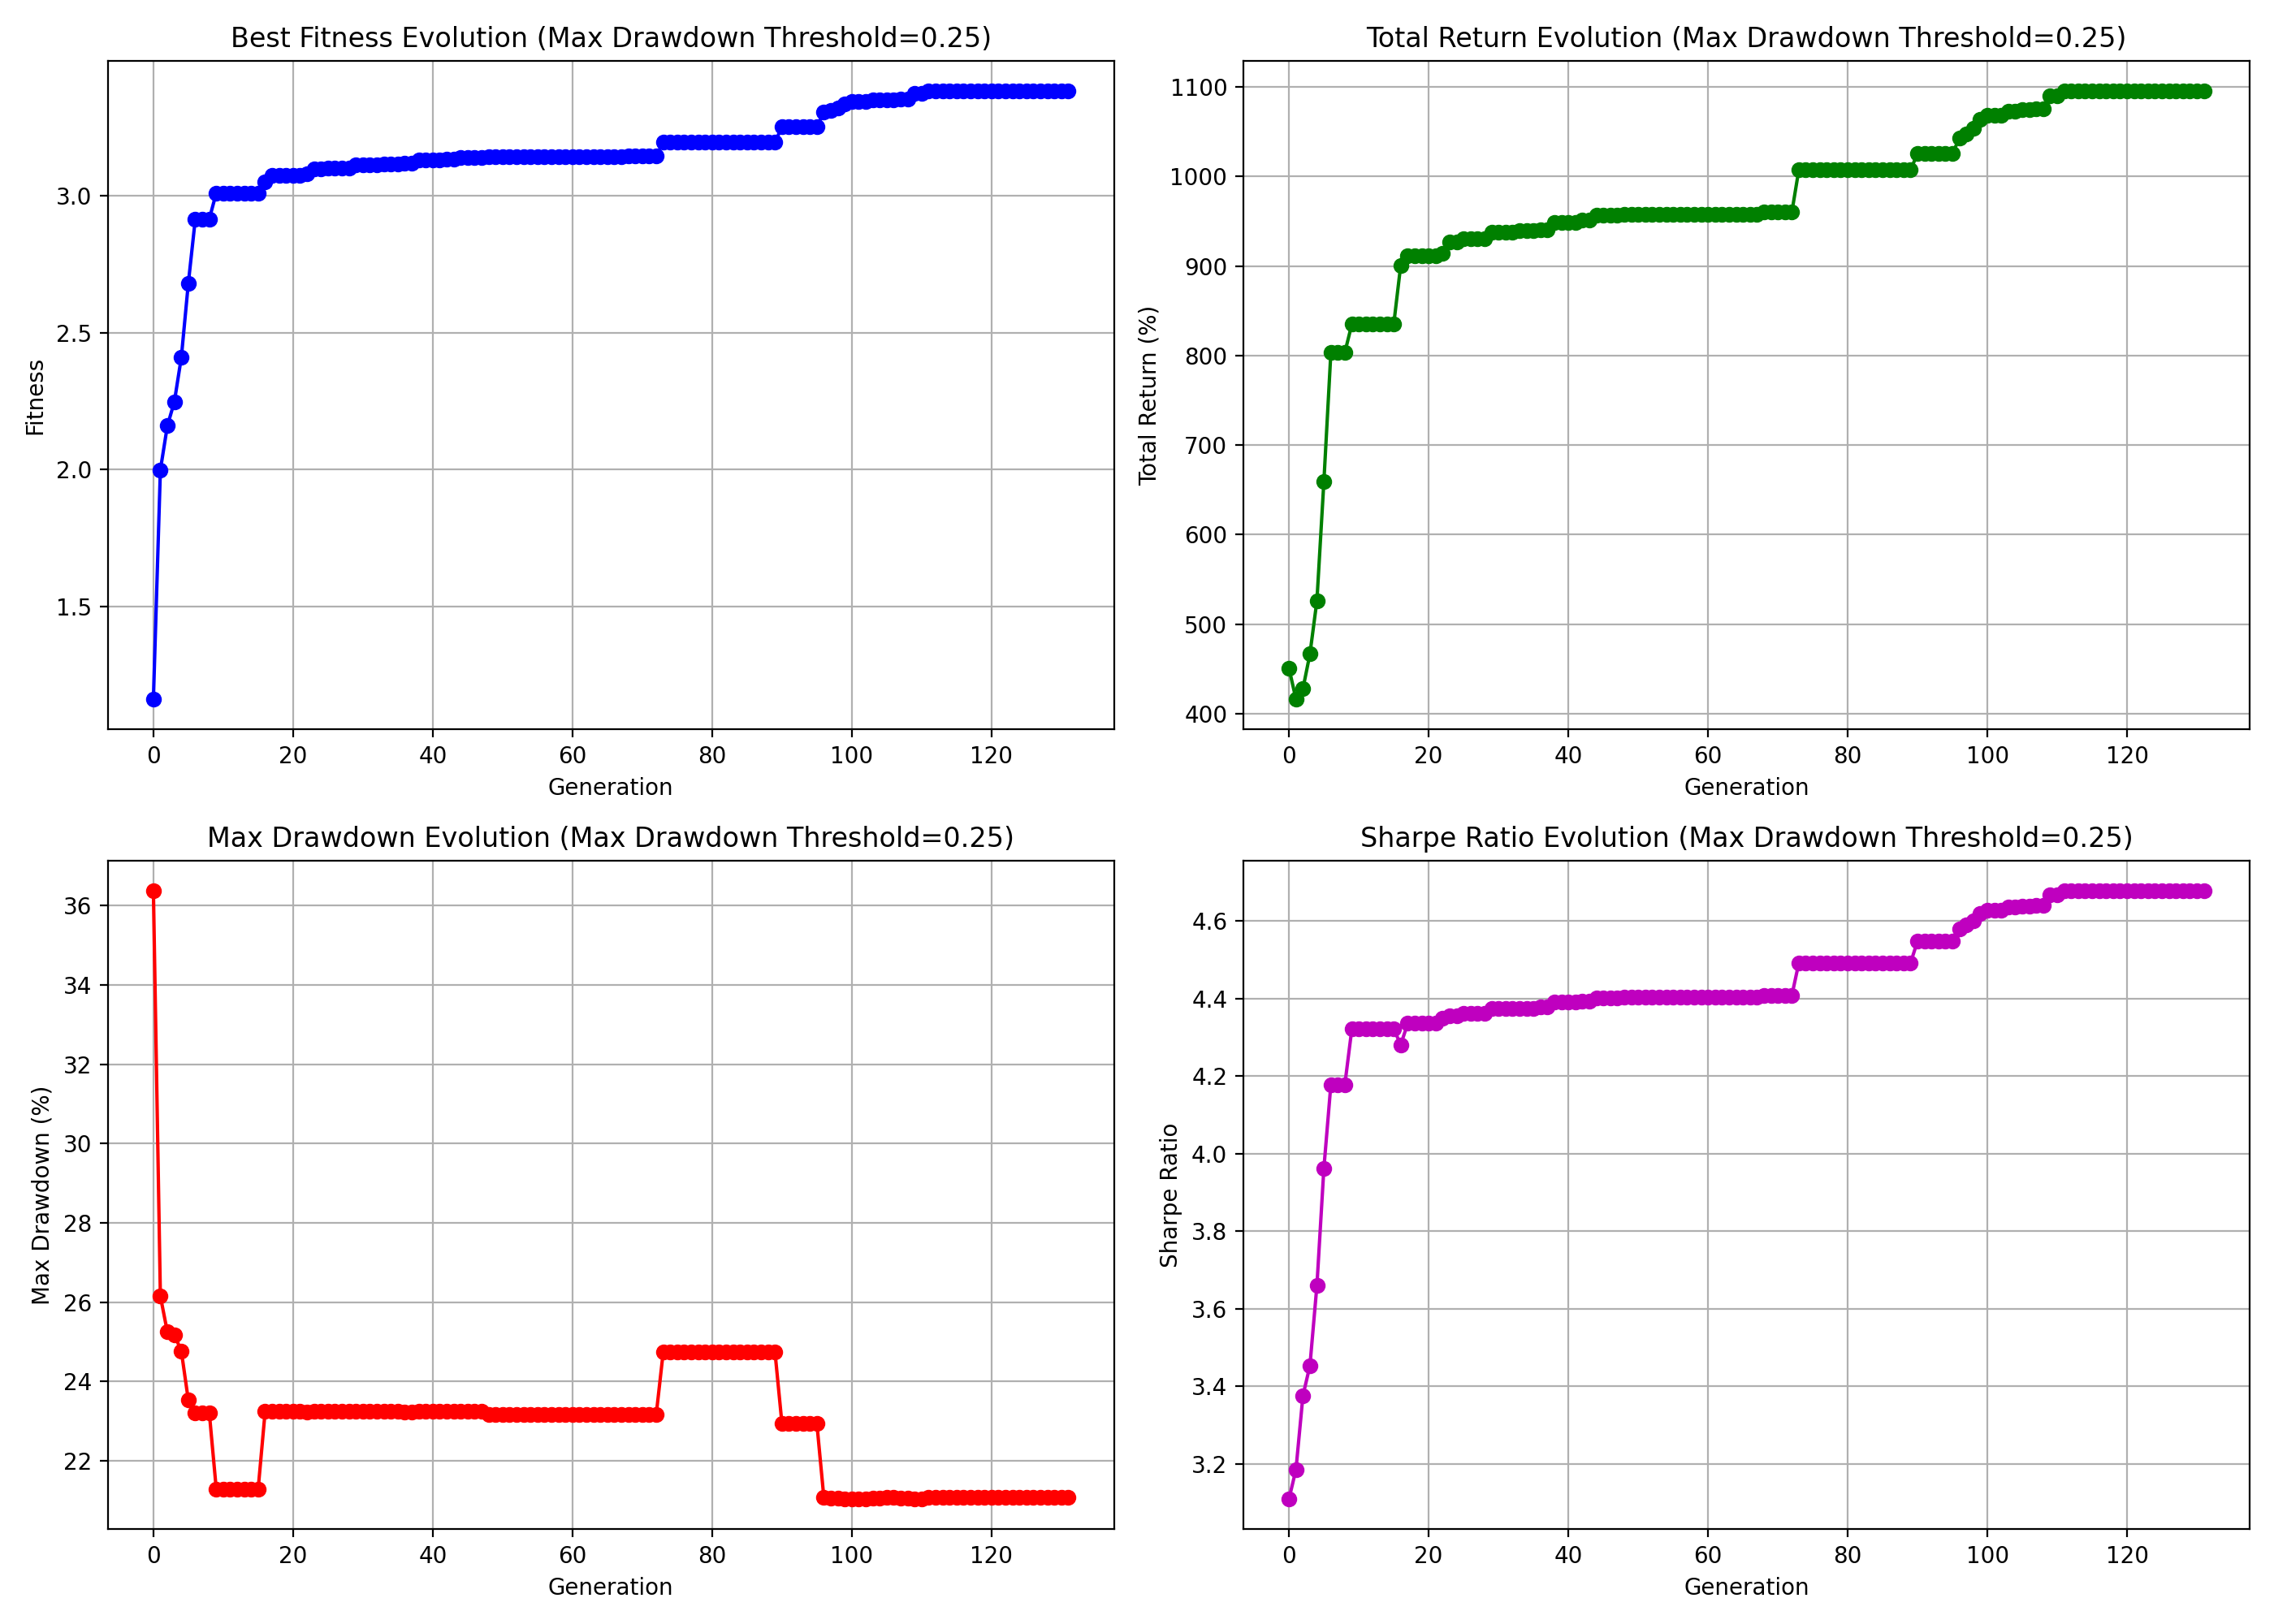 Best Fitness Evolution (Max Drawdown Threshold=0.25)
Fitness
3.0
2.5
2.0
1.5
0 20 40 60 80 100 120
Generation
Total Return Evolution (Max Drawdown Threshold=0.25)
Total Return (%)
1100
1000
900
800
700
600
500
400
0 20 40 60 80 100 120
Generation
Max Drawdown Evolution (Max Drawdown Threshold=0.25)
Max Drawdown (%)
36
34
32
30
28
26
24
22
0 20 40 60 80 100 120
Generation
Sharpe Ratio Evolution (Max Drawdown Threshold=0.25)
Sharpe Ratio
4.6
4.4
4.2
4.0
3.8
3.6
3.4
3.2
0 20 40 60 80 100 120
Generation